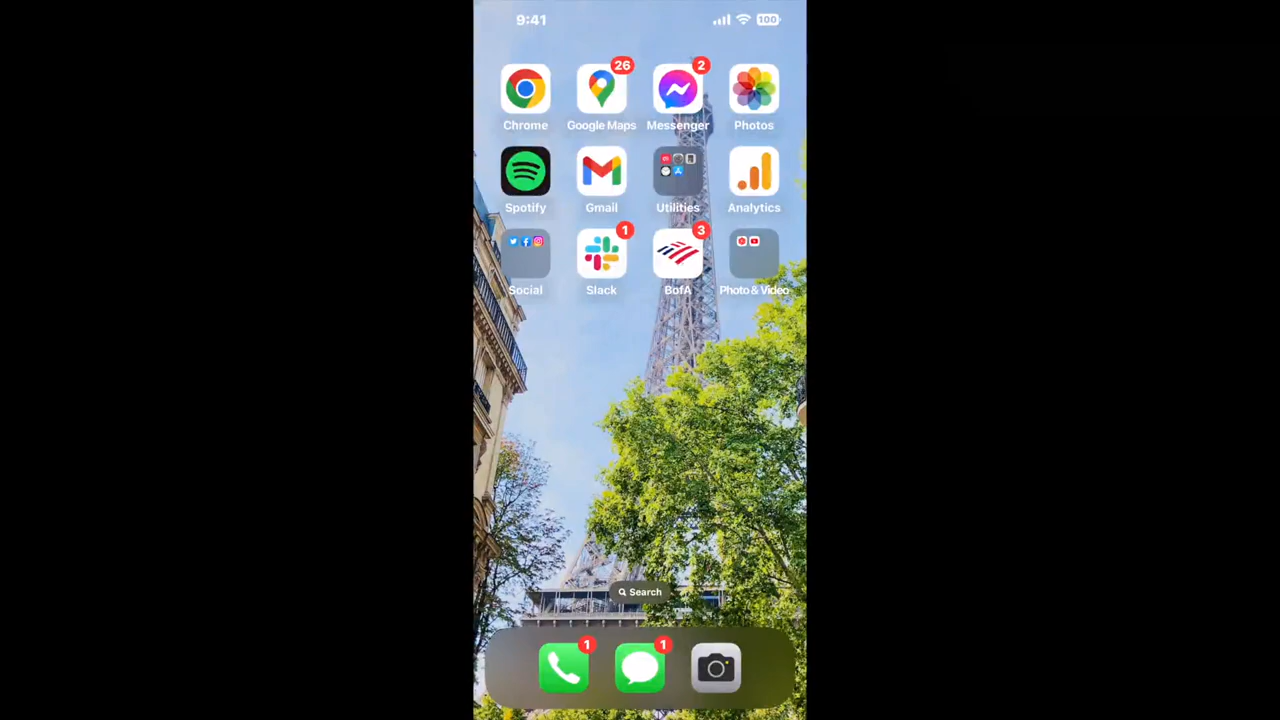 9:41
100
26
2
Chrome
Google Maps
Messenger
Photos
Spotify
Gmail
Utilities
Analytics
1
3
Social
Slack
BofA
Photo & Video
Search
1
1